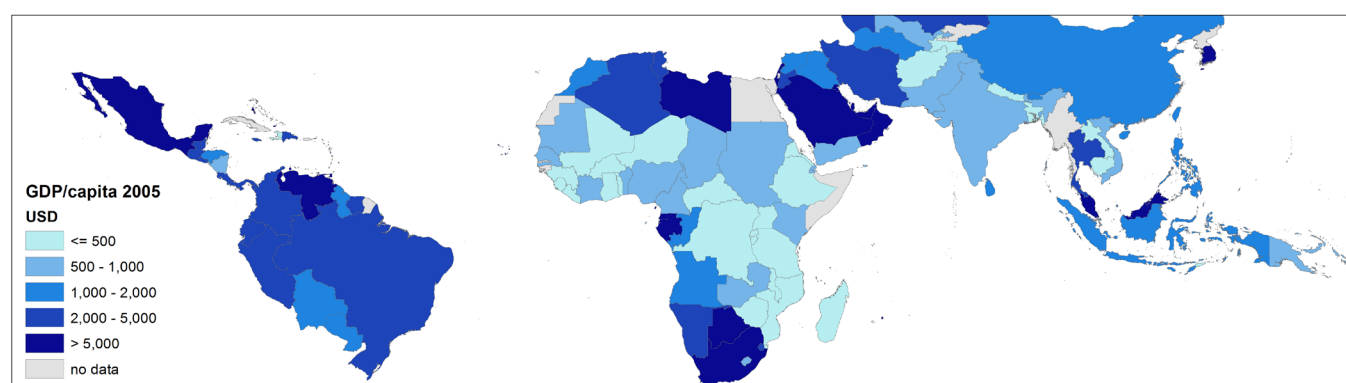 GDP/capita 2005
USD
<= 500
500 - 1,000
1,000 - 2,000
2,000 - 5,000
> 5,000
no data